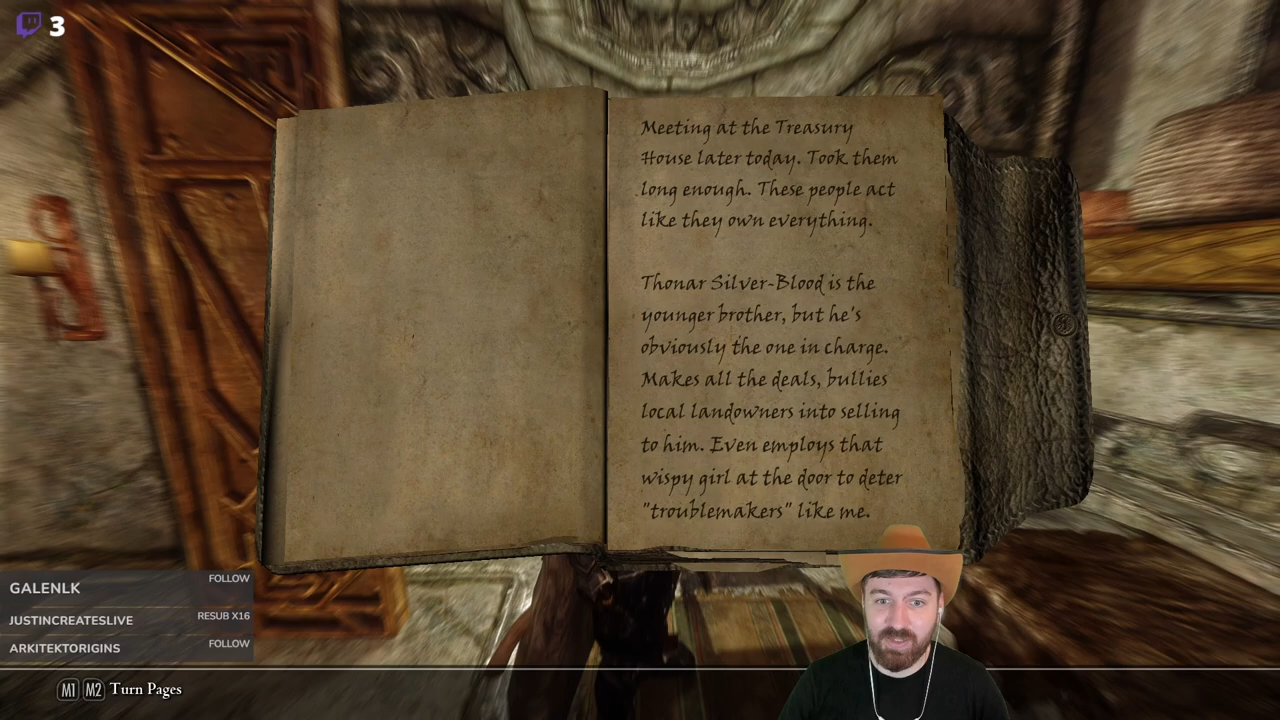 3
Meeting at the Treasury
House later today. Took them
long enough. These people act
like they own everything.
Thonar Silver-Blood is the
younger brother, but he's
obviously the one in charge.
Makes all the deals, bullies
local landowners into selling
to him. Even employs that
wispy girl at the door to deter
"troublemakers" like me.
GALENLK FOLLOW
JUSTINCREATESLIVE RESUB X16
ARKITEKTORIGINS FOLLOW
M1 M2 Turn Pages